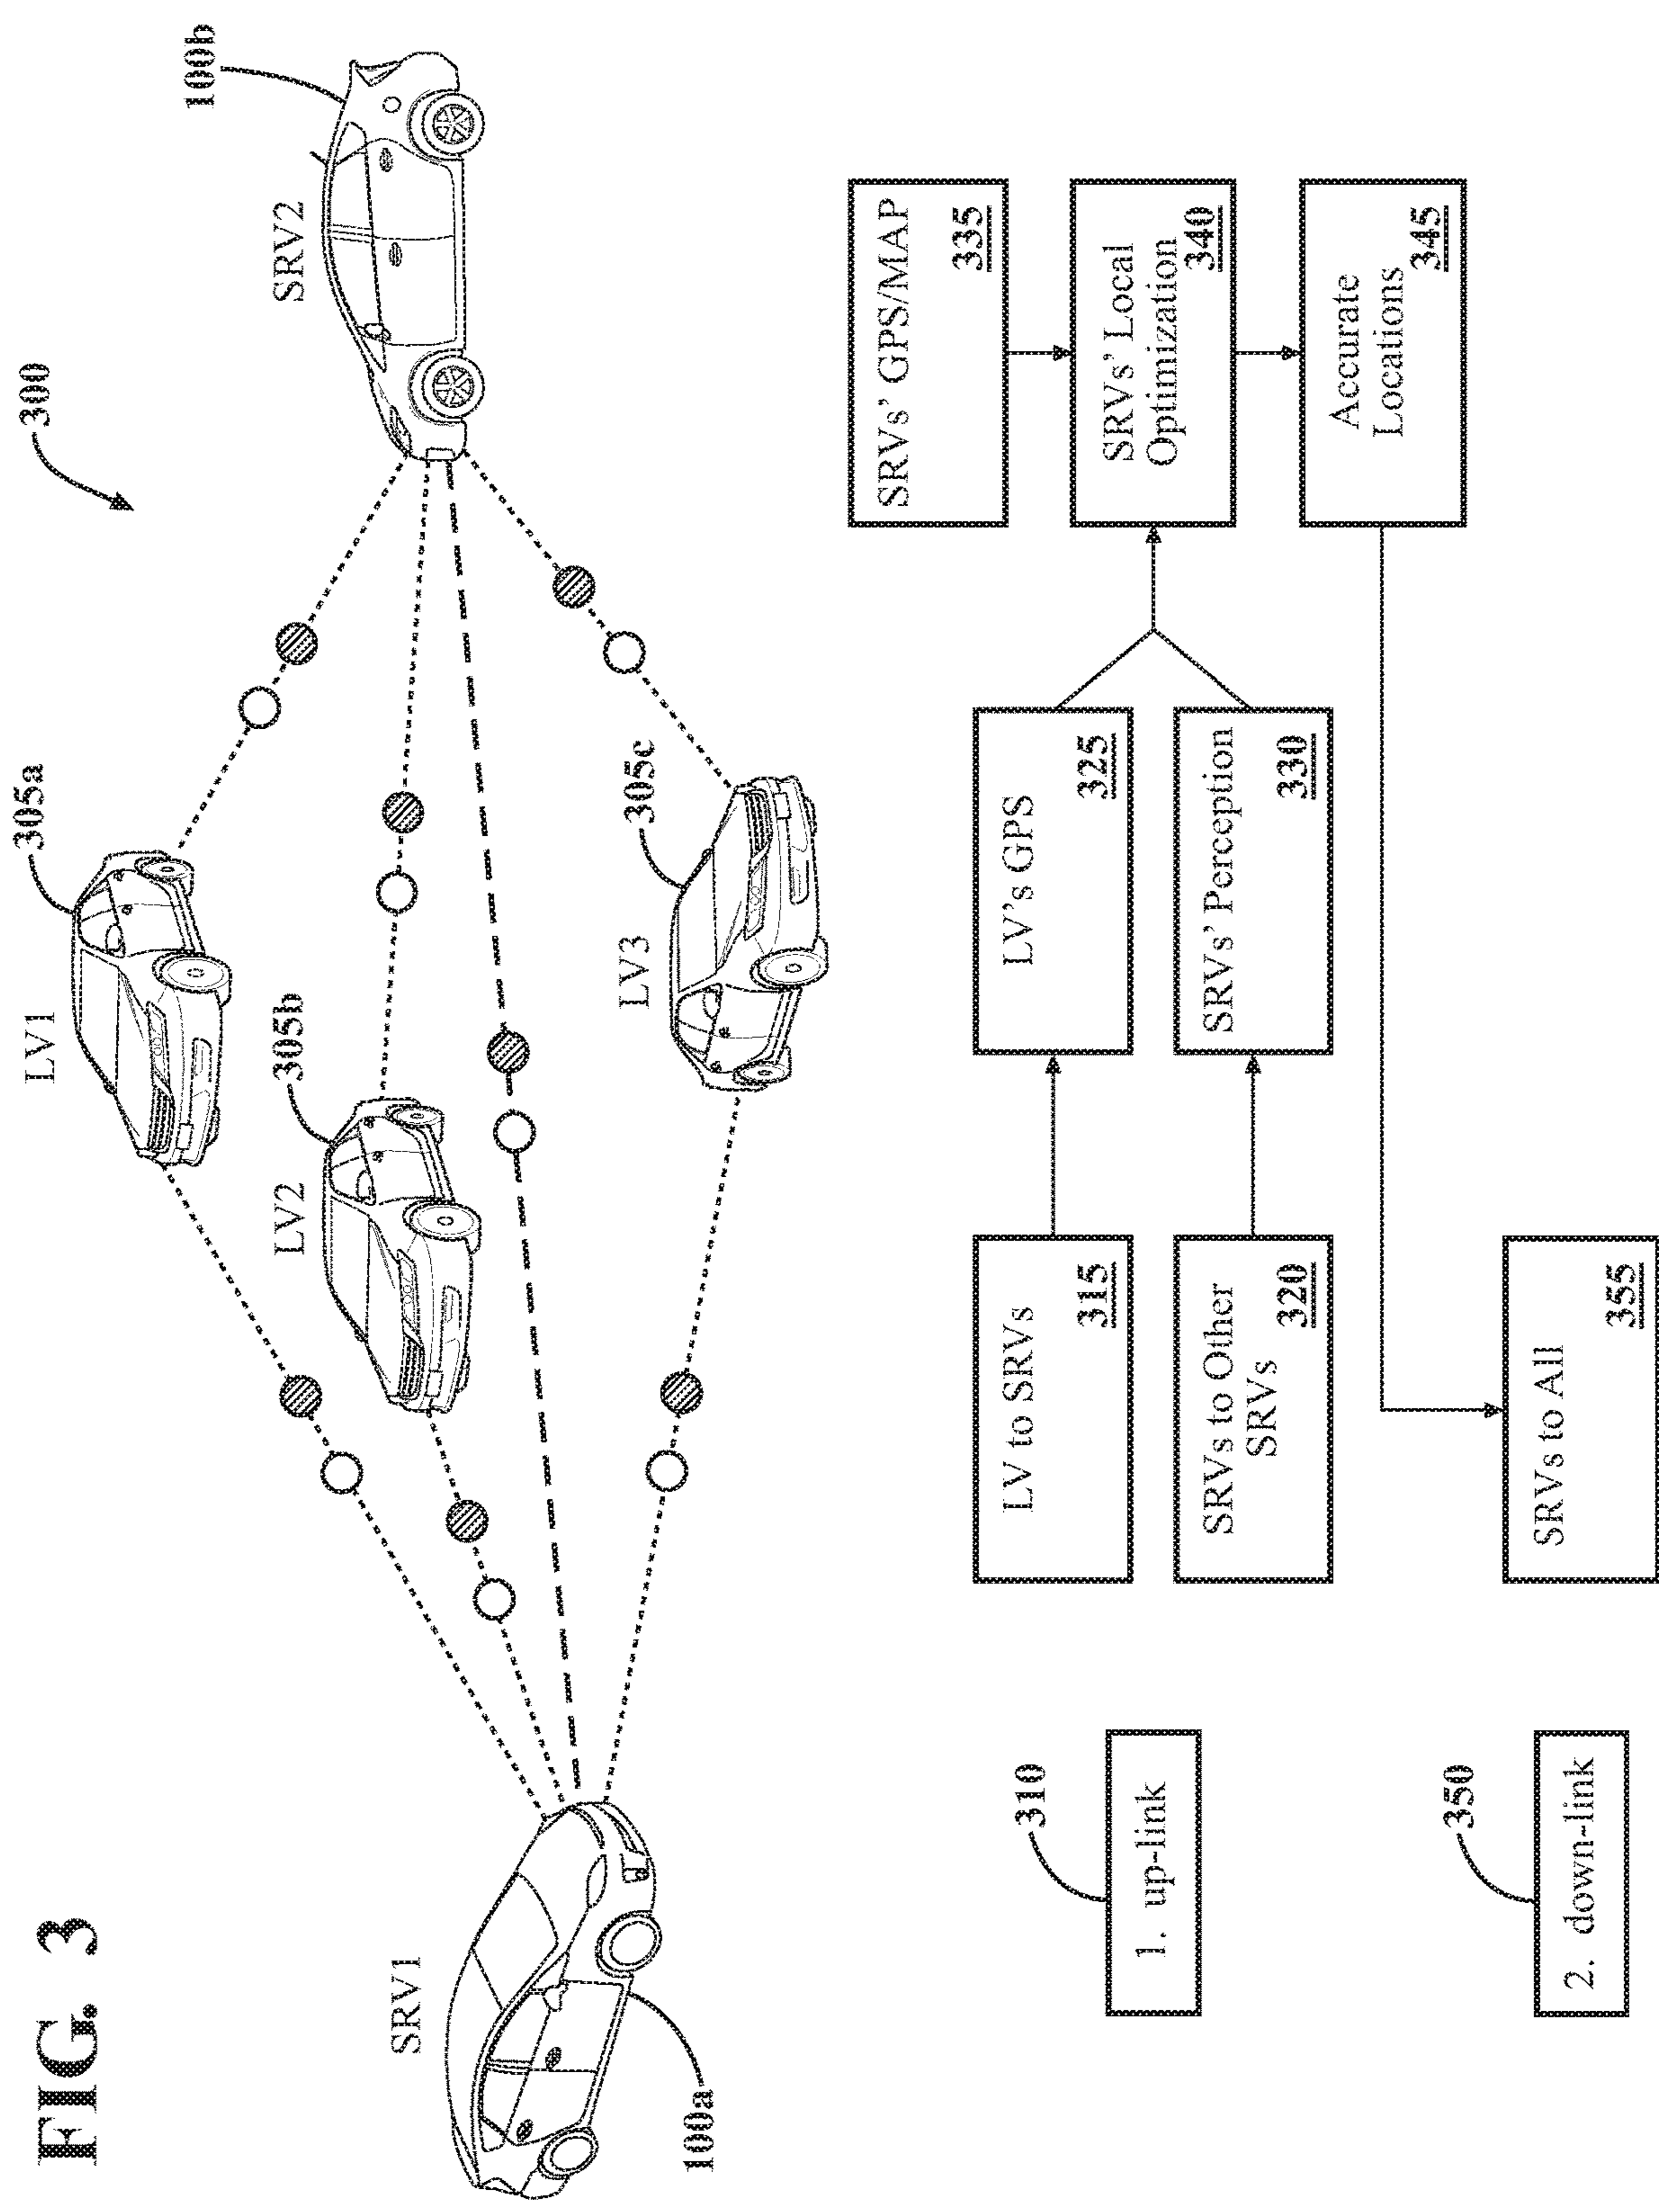 FIG. 3
300
SRV1
100a
LV1
305a
LV2
305b
LV3
305c
SRV2
100b
310
1. up-link
LV to SRVs
315
LV's GPS
325
SRVs to Other
SRVs
320
SRVs' Perception
330
SRVs' GPS/MAP
335
SRVs' Local
Optimization
340
Accurate
Locations
345
350
2. down-link
SRVs to All
355